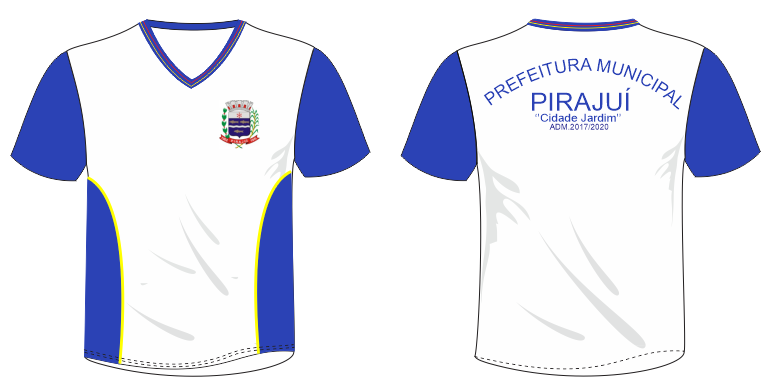 PREFEITURA MUNICIPAL
PIRAJUÍ
"Cidade Jardim"
ADM.2017/2020